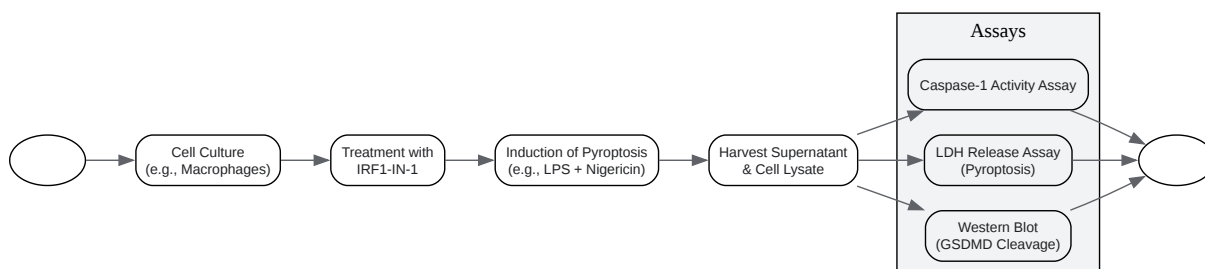 Cell Culture
(e.g., Macrophages)
Treatment with
IRF1-IN-1
Induction of Pyroptosis
(e.g., LPS + Nigericin)
Harvest Supernatant
& Cell Lysate
Assays
Caspase-1 Activity Assay
LDH Release Assay
(Pyroptosis)
Western Blot
(GSDMD Cleavage)